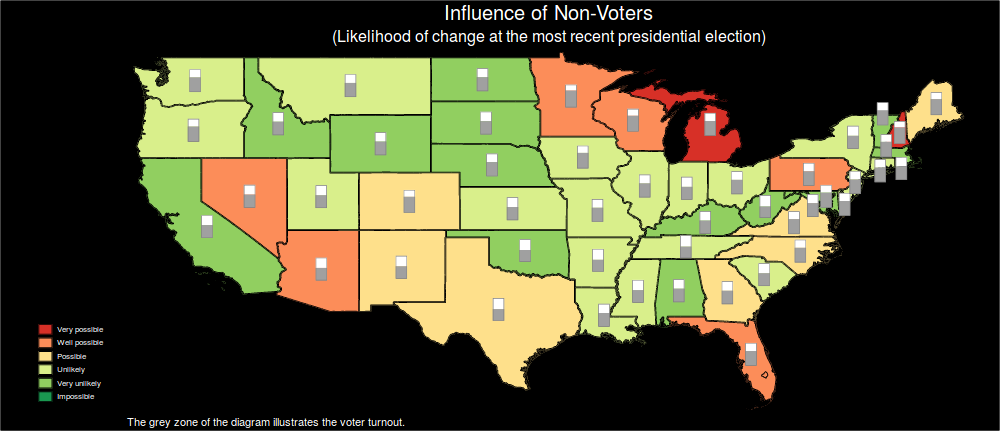 Influence of Non-Voters
(Likelihood of change at the most recent presidential election)
Very possible
Well possible
Possible
Unlikely
Very unlikely
Impossible
The grey zone of the diagram illustrates the voter turnout.